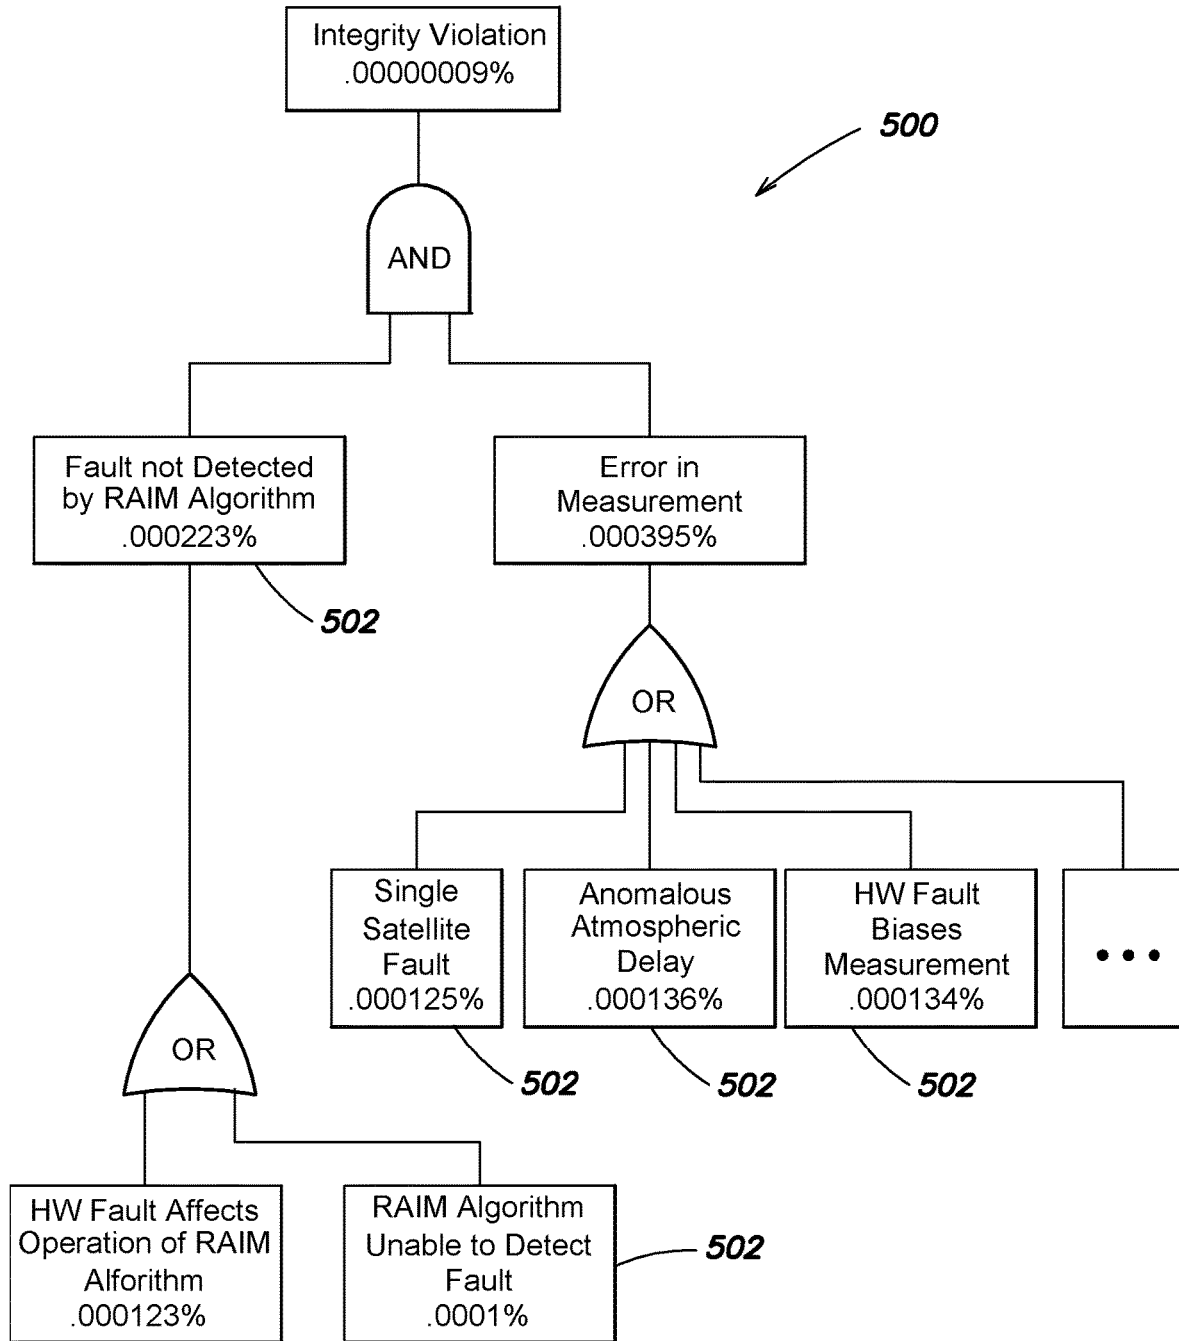 Integrity Violation
.00000009%
500
AND
Fault not Detected
by RAIM Algorithm
.000223%
502
Error in
Measurement
.000395%
OR
Single
Satellite
Fault
.000125%
502
Anomalous
Atmospheric
Delay
.000136%
502
HW Fault
Biases
Measurement
.000134%
502
OR
HW Fault Affects
Operation of RAIM
Alforithm
.000123%
RAIM Algorithm
Unable to Detect
Fault
.0001%
502